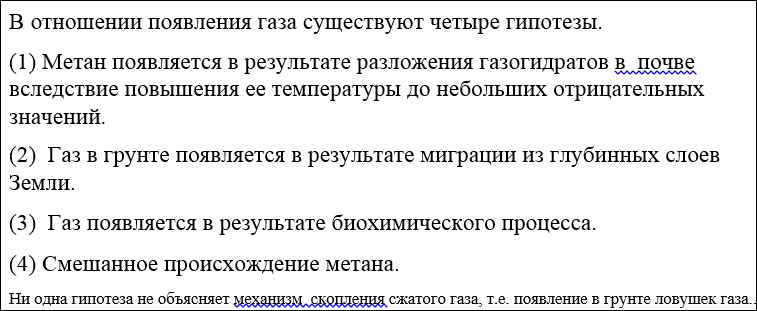 В отношении появления газа существуют четыре гипотезы.
(1) Метан появляется в результате разложения газогидратов в  почве
вследствие повышения ее температуры до небольших отрицательных
значений.
(2)  Газ в грунте появляется в результате миграции из глубинных слоев
Земли.
(3)  Газ появляется в результате биохимического процесса.
(4) Смешанное происхождение метана.
Ни одна гипотеза не объясняет механизм  скопления сжатого газа, т.е. появление в грунте ловушек газа..